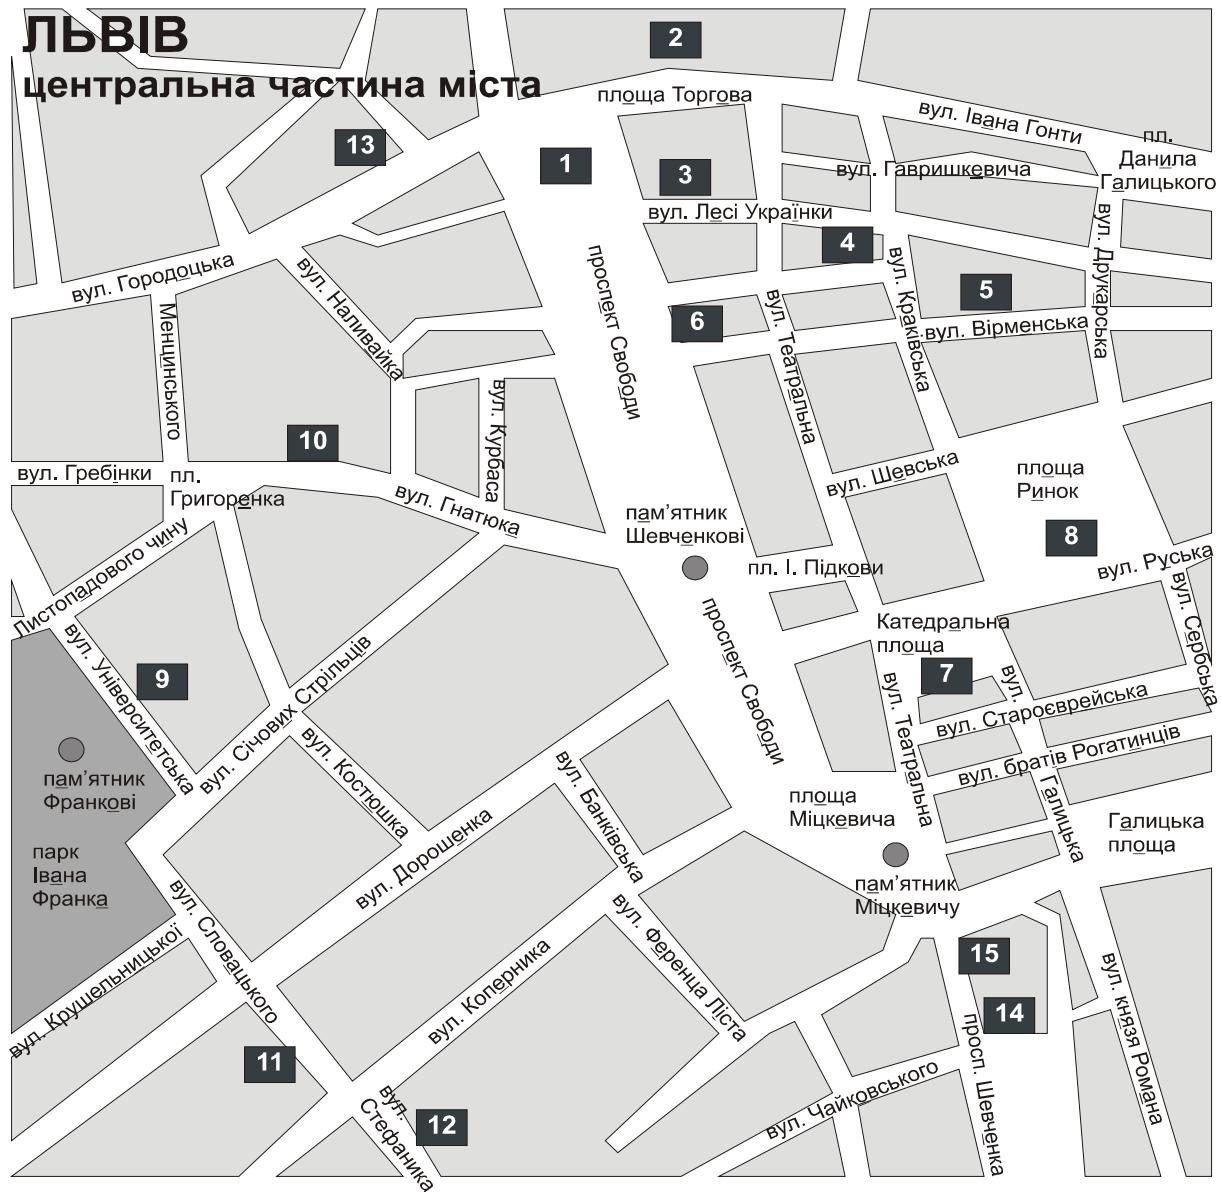 ЛЬВІВ
центральна частина міста
2
площа Торгова
вул. Івана Гонти
пл.
Данила
Галицького
13
1
3
вул. Гавришкевича
вул. Лесі Українки
4
вул. Друкарська
вул. Городоцька
вул. Наливайка
проспект Свободи
вул. Краківська
5
6
вул. Театральна
вул. Вірменська
Менцинського
вул. Курбаса
10
вул. Гребінки
пл.
Григоренка
вул. Гнатюка
вул. Шевська
площа
Ринок
8
пам'ятник
Шевченкові
пл. І. Підкови
вул. Руська
вул. Сербська
Листопадового чину
вул. Університетська
9
вул. Січових Стрільців
проспект Свободи
Катедральна
площа
7
вул.
Галицька
вул. Театральна
вул. Староєврейська
вул. братів Рогатинців
пам'ятник
Франкові
вул. Костюшка
вул. Банківська
площа
Міцкевича
Галицька
площа
парк
Івана
Франка
вул. Дорошенка
пам'ятник
Міцкевичу
вул. Словацького
вул. Крушельницької
вул. Коперника
вул. Ференца Ліста
15
14
вул. князя Романа
просп. Шевченка
11
12
вул.
Стефаника
вул. Чайковського